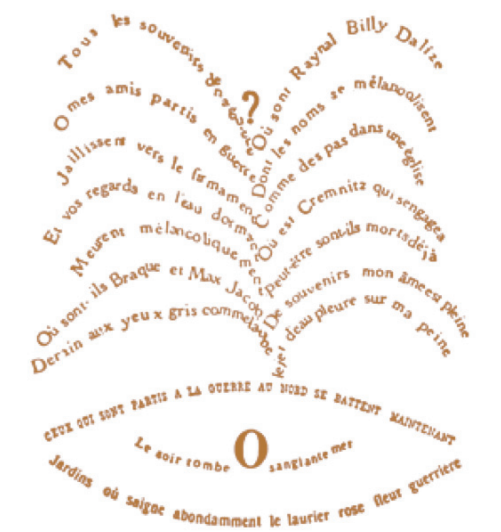 Tous les souvenirs de naguère
O mes amis partis en guerre
Jaillissent vers le firmament
Et vos regards en l'eau dormant
Meurent mélancoliquement
Où sont-ils Braque et Max Jacob
Derain aux yeux gris comme l'aube
?
Où sont Raynal Billy Dalize
Dont les noms se mélancolisent
Comme des pas dans une église
Où est Cremnitz qui s'engagea
Peut-être sont-ils morts déjà
De souvenirs mon âme est pleine
Le jet d'eau pleure sur ma peine
CEUX QUI SONT PARTIS A LA GUERRE AU NORD SE BATTENT MAINTENANT
Le soir tombe O sanglante mer
Jardins où saigne abondamment le laurier rose fleur guerrière